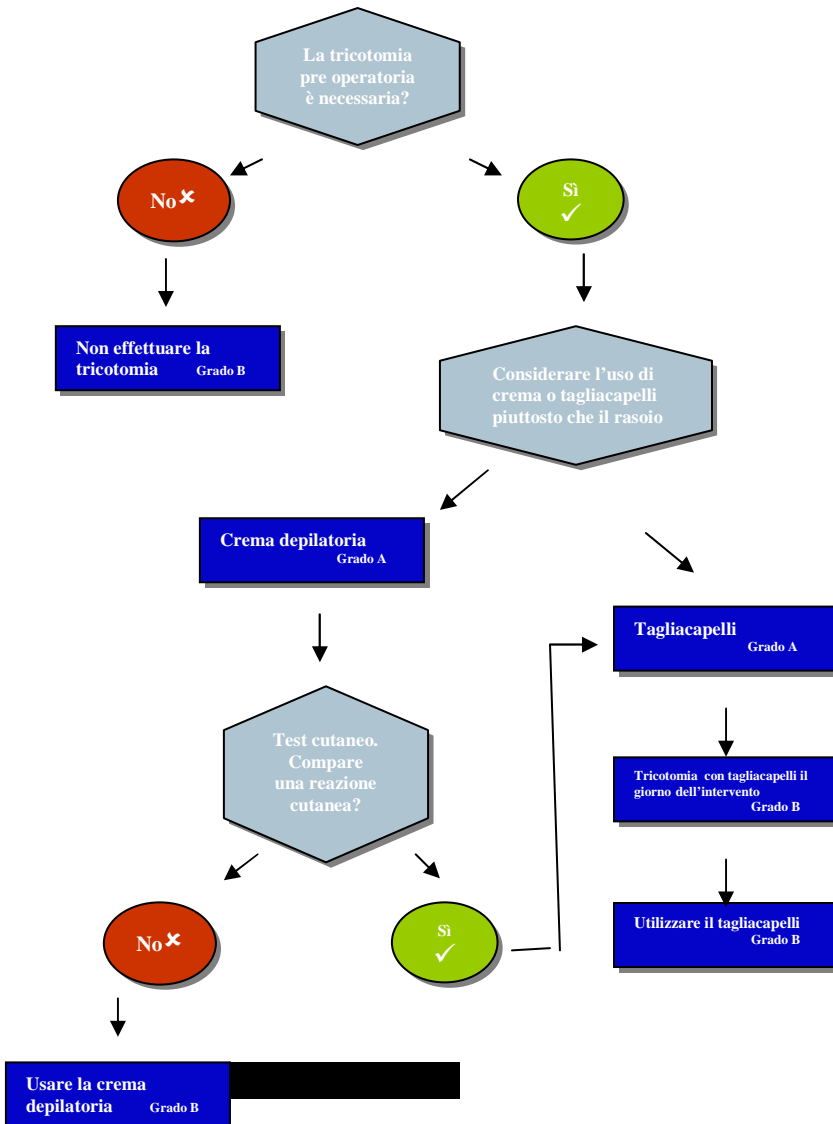 La tricotomia
pre operatoria
è necessaria?
No ✘
Sì
✓
Non effettuare la
tricotomia Grado B
Considerare l’uso di
crema o tagliacapelli
piuttosto che il rasoio
Crema depilatoria
Grado A
Tagliacapelli
Grado A
Test cutaneo.
Compare
una reazione
cutanea?
Tricotomia con tagliacapelli il
giorno dell’intervento
Grado B
No ✘
Sì
✓
Utilizzare il tagliacapelli
Grado B
Usare la crema
depilatoria Grado B